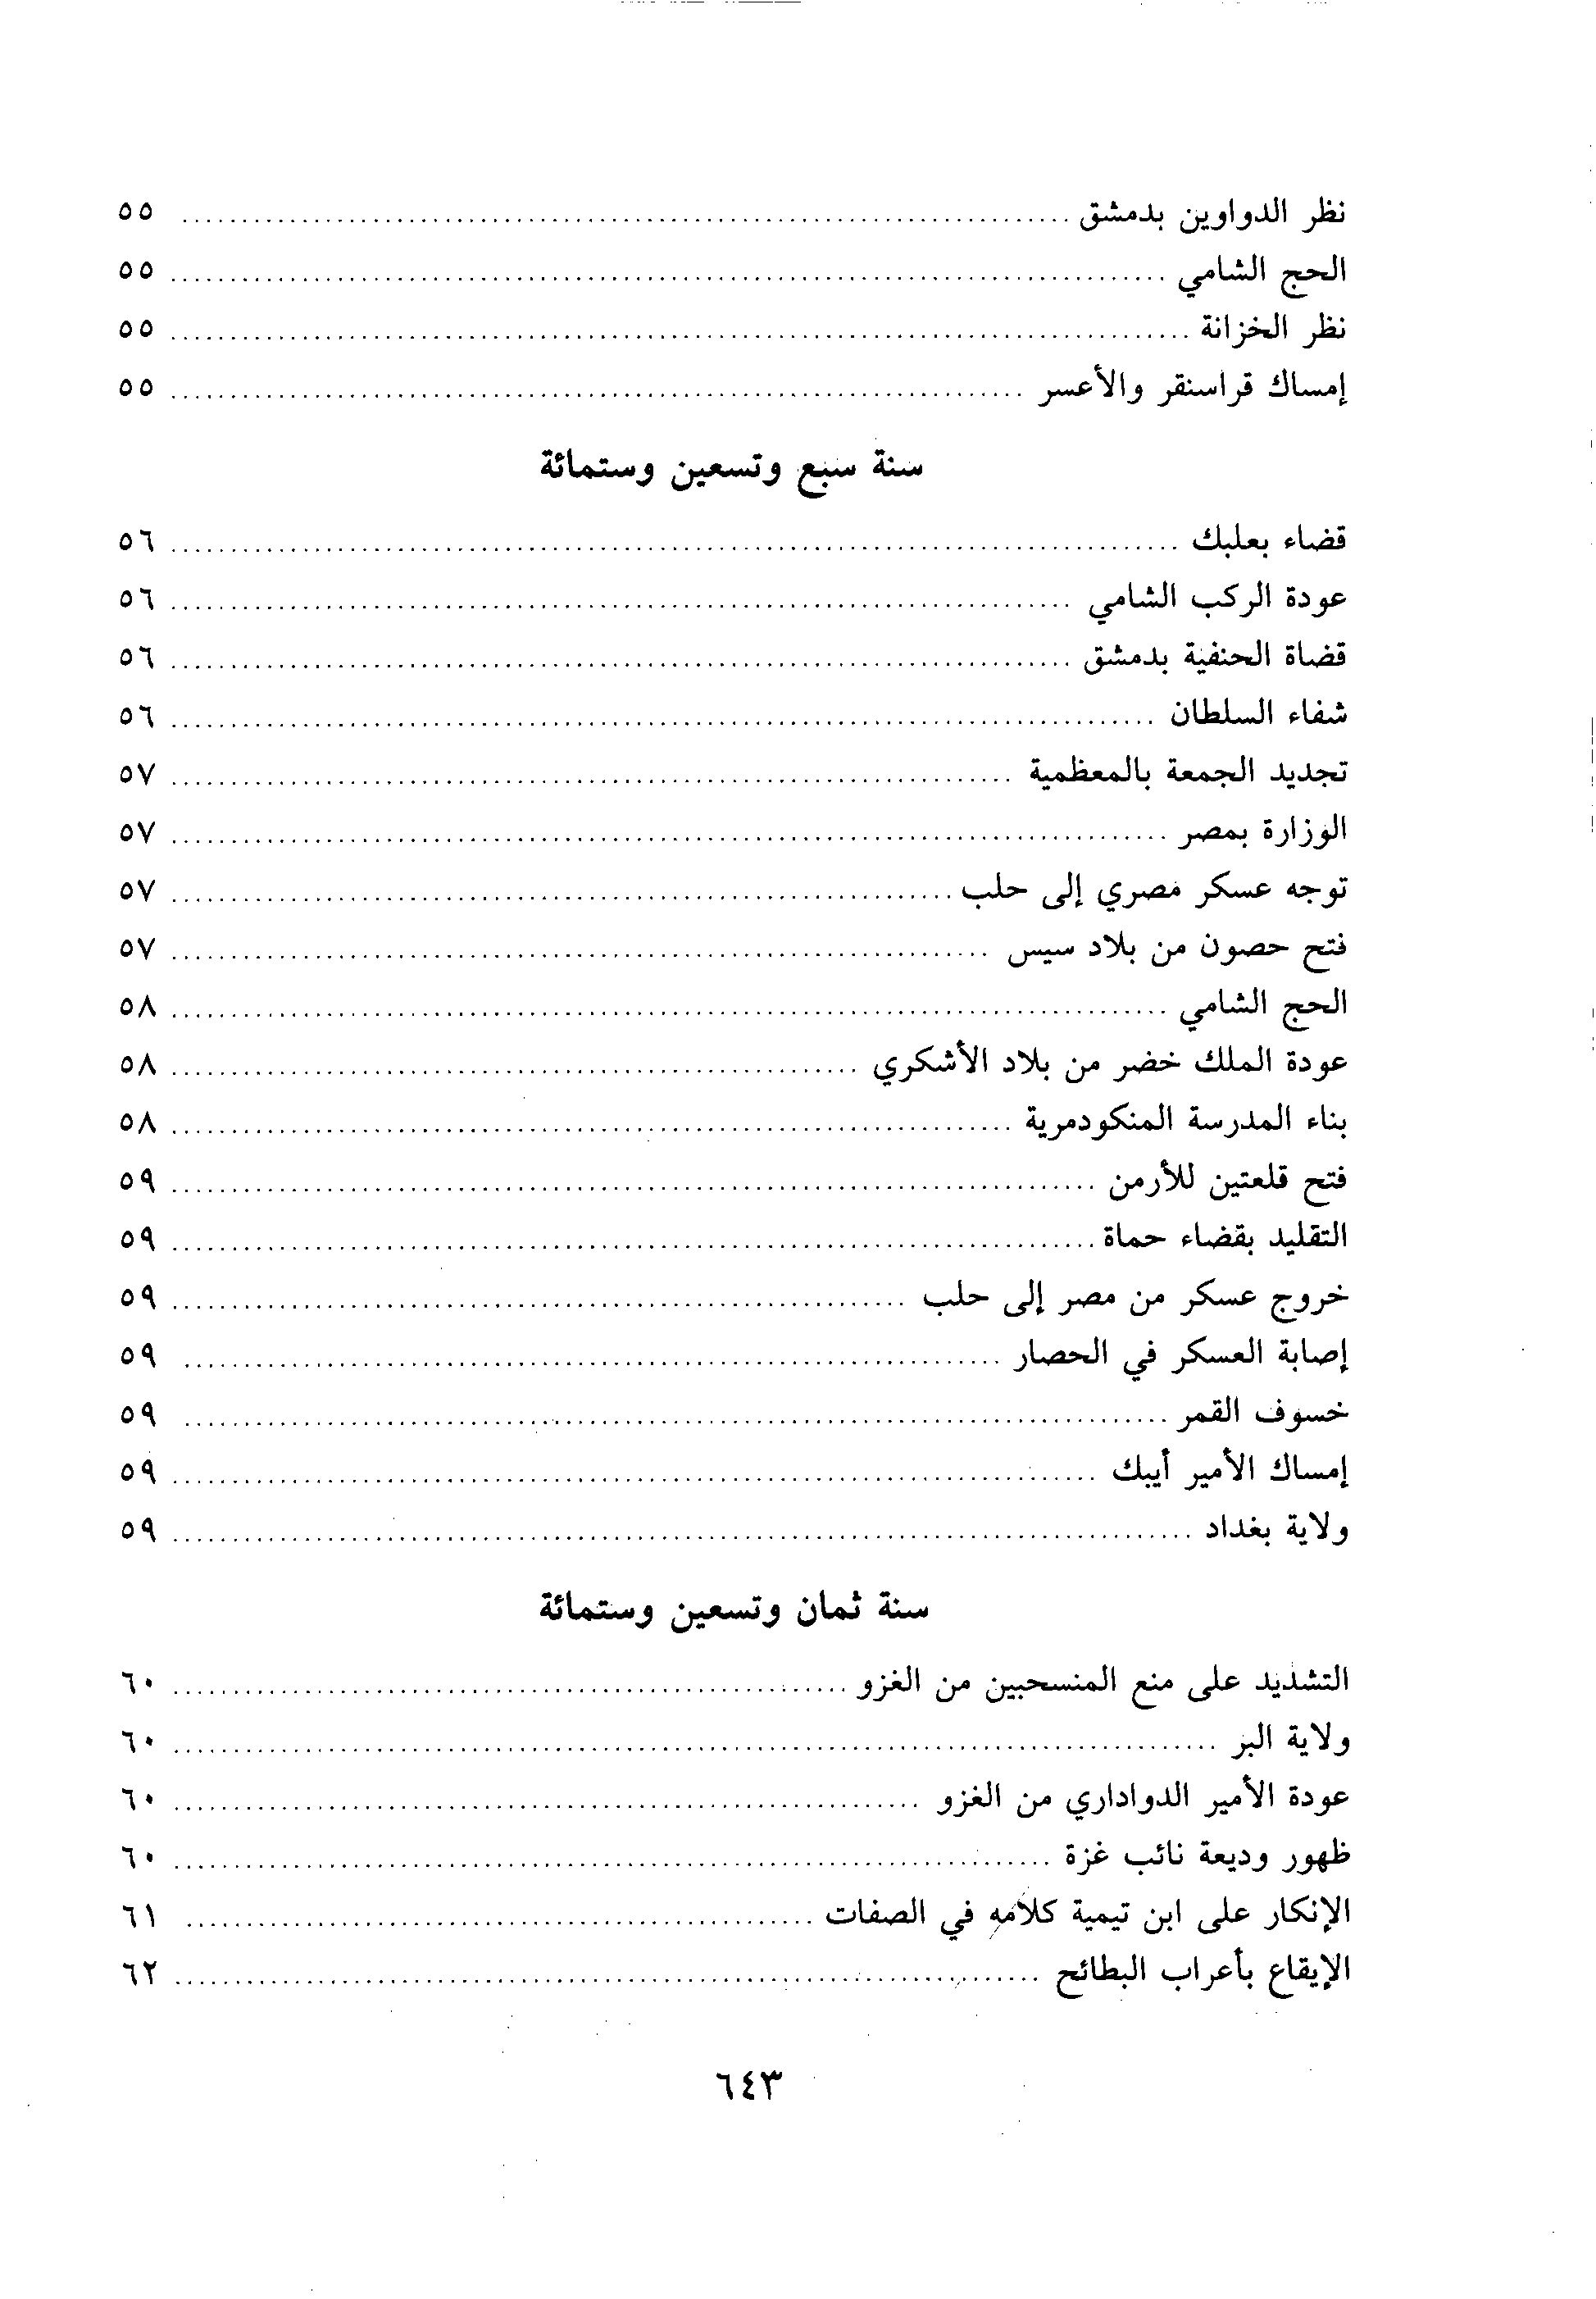 نظر الدواوين بدمشق ........ ٥٥
الحج الشامي ........ ٥٥
نظر الخزانة ........ ٥٥
إمساك قراسنقر والأعسر ........ ٥٥
سنة سبع وتسعين وستمائة
قضاء بعلبك ........ ٥٦
عودة الركب الشامي ........ ٥٦
قضاة الحنفية بدمشق ........ ٥٦
شفاء السلطان ........ ٥٦
تجديد الجمعة بالمعظمية ........ ٥٧
الوزارة بمصر ........ ٥٧
توجه عسكر مصري إلى حلب ........ ٥٧
فتح حصون من بلاد سيس ........ ٥٧
الحج الشامي ........ ٥٨
عودة الملك خضر من بلاد الأشكري ........ ٥٨
بناء المدرسة المنكودمرية ........ ٥٨
فتح قلعتين للأرمن ........ ٥٩
التقليد بقضاء حماة ........ ٥٩
خروج عسكر من مصر إلى حلب ........ ٥٩
إصابة العسكر في الحصار ........ ٥٩
خسوف القمر ........ ٥٩
إمساك الأمير أيبك ........ ٥٩
ولاية بغداد ........ ٥٩
سنة ثمان وتسعين وستمائة
التشديد على منع المنسحبين من الغزو ........ ٦٠
ولاية البر ........ ٦٠
عودة الأمير الدواداري من الغزو ........ ٦٠
ظهور وديعة نائب غزة ........ ٦٠
الإنكار على ابن تيمية كلامه في الصفات ........ ٦١
الإيقاع بأعراب البطائح ........ ٦٢
٦٤٣